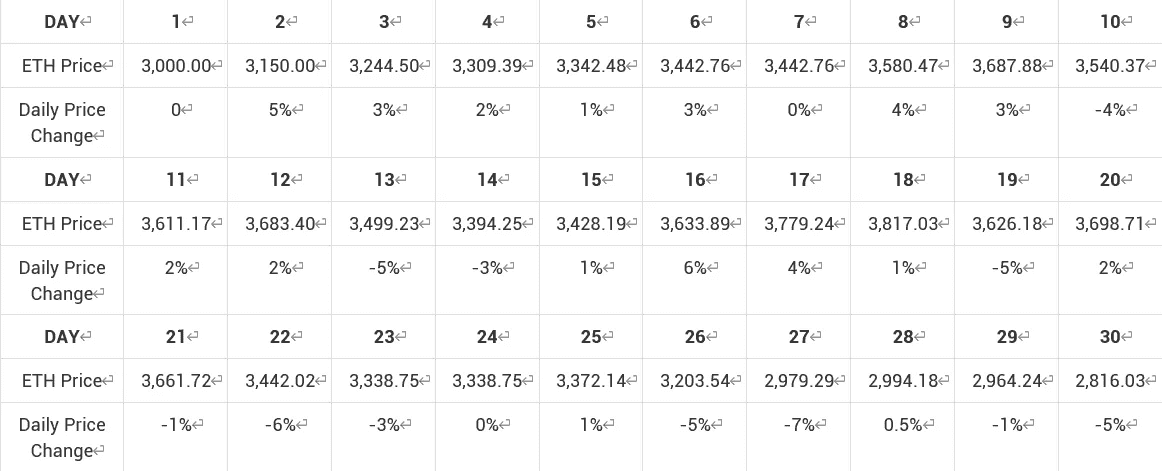 DAY↵ 1↵ 2↵ 3↵ 4↵ 5↵ 6↵ 7↵ 8↵ 9↵ 10↵
ETH Price↵ 3,000.00↵ 3,150.00↵ 3,244.50↵ 3,309.39↵ 3,342.48↵ 3,442.76↵ 3,442.76↵ 3,580.47↵ 3,687.88↵ 3,540.37↵
Daily Price 0↵ 5%↵ 3%↵ 2%↵ 1%↵ 3%↵ 0%↵ 4%↵ 3%↵ -4%↵
Change↵
DAY↵ 11↵ 12↵ 13↵ 14↵ 15↵ 16↵ 17↵ 18↵ 19↵ 20↵
ETH Price↵ 3,611.17↵ 3,683.40↵ 3,499.23↵ 3,394.25↵ 3,428.19↵ 3,633.89↵ 3,779.24↵ 3,817.03↵ 3,626.18↵ 3,698.71↵
Daily Price 2%↵ 2%↵ -5%↵ -3%↵ 1%↵ 6%↵ 4%↵ 1%↵ -5%↵ 2%↵
Change↵
DAY↵ 21↵ 22↵ 23↵ 24↵ 25↵ 26↵ 27↵ 28↵ 29↵ 30↵
ETH Price↵ 3,661.72↵ 3,442.02↵ 3,338.75↵ 3,338.75↵ 3,372.14↵ 3,203.54↵ 2,979.29↵ 2,994.18↵ 2,964.24↵ 2,816.03↵
Daily Price -1%↵ -6%↵ -3%↵ 0%↵ 1%↵ -5%↵ -7%↵ 0.5%↵ -1%↵ -5%↵
Change↵